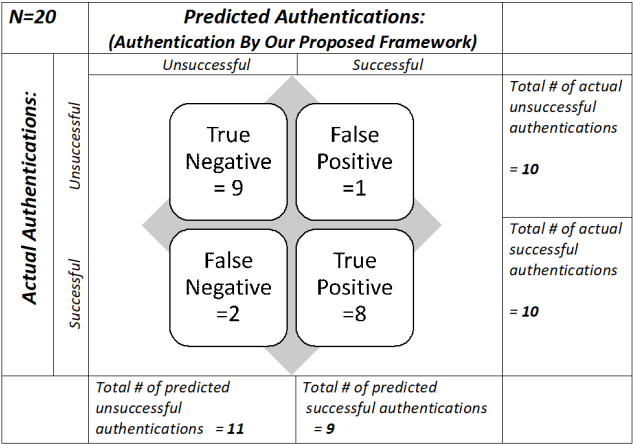 N=20
Predicted Authentications:
(Authentication By Our Proposed Framework)
Unsuccessful
Successful
Actual Authentications:
Unsuccessful
Successful
True
Negative
= 9
False
Positive
=1
False
Negative
=2
True
Positive
=8
Total # of actual
unsuccessful
authentications
= 10
Total # of actual
successful
authentications
= 10
Total # of predicted
unsuccessful
authentications = 11
Total # of predicted
successful authentications
= 9